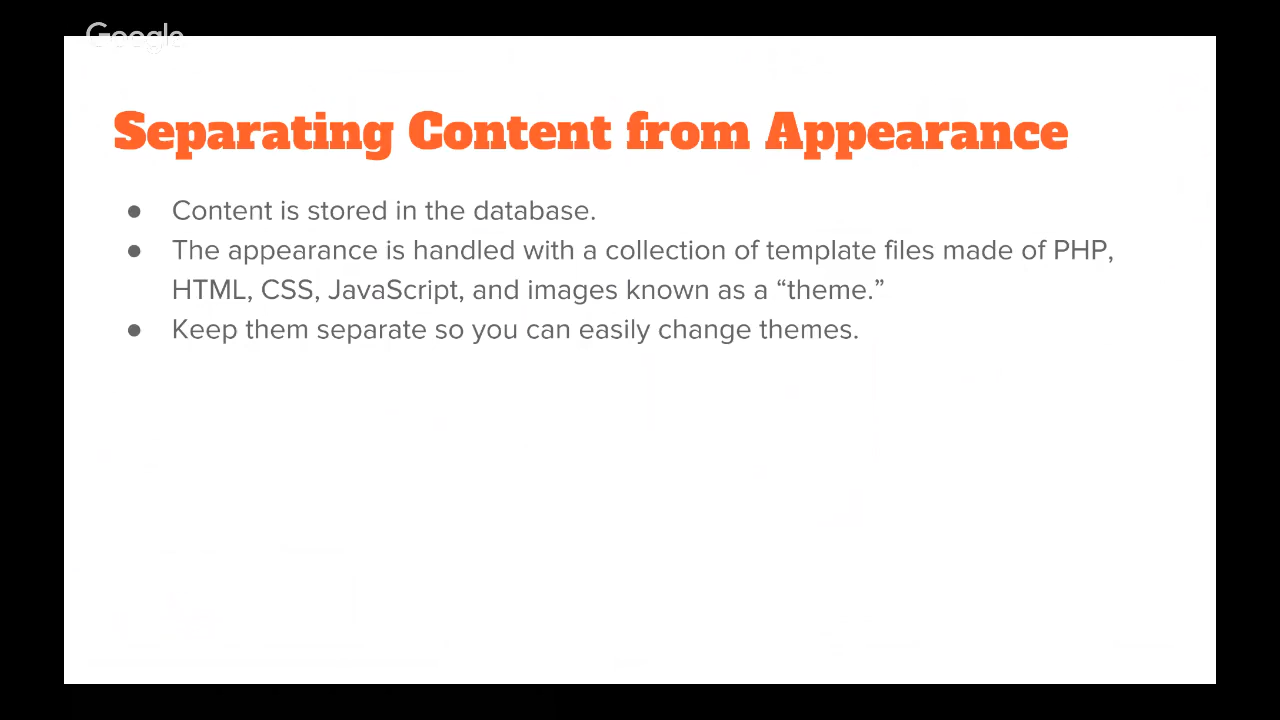 Google
Separating Content from Appearance
● Content is stored in the database.
● The appearance is handled with a collection of template files made of PHP,
HTML, CSS, JavaScript, and images known as a “theme.”
● Keep them separate so you can easily change themes.